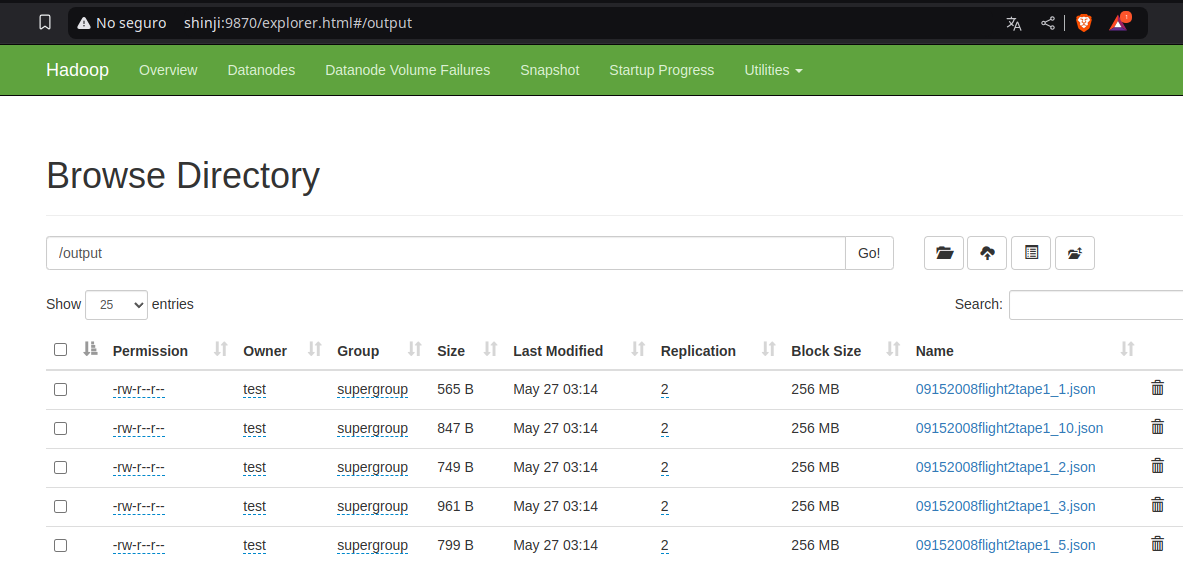 No seguro shinji:9870/explorer.html#/output
Hadoop Overview Datanodes Datanode Volume Failures Snapshot Startup Progress Utilities
Browse Directory
/output Go!
Show 25 entries Search:
Permission Owner Group Size Last Modified Replication Block Size Name
-rw-r--r-- test supergroup 565 B May 27 03:14 2 256 MB 09152008flight2tape1_1.json
-rw-r--r-- test supergroup 847 B May 27 03:14 2 256 MB 09152008flight2tape1_10.json
-rw-r--r-- test supergroup 749 B May 27 03:14 2 256 MB 09152008flight2tape1_2.json
-rw-r--r-- test supergroup 961 B May 27 03:14 2 256 MB 09152008flight2tape1_3.json
-rw-r--r-- test supergroup 799 B May 27 03:14 2 256 MB 09152008flight2tape1_5.json